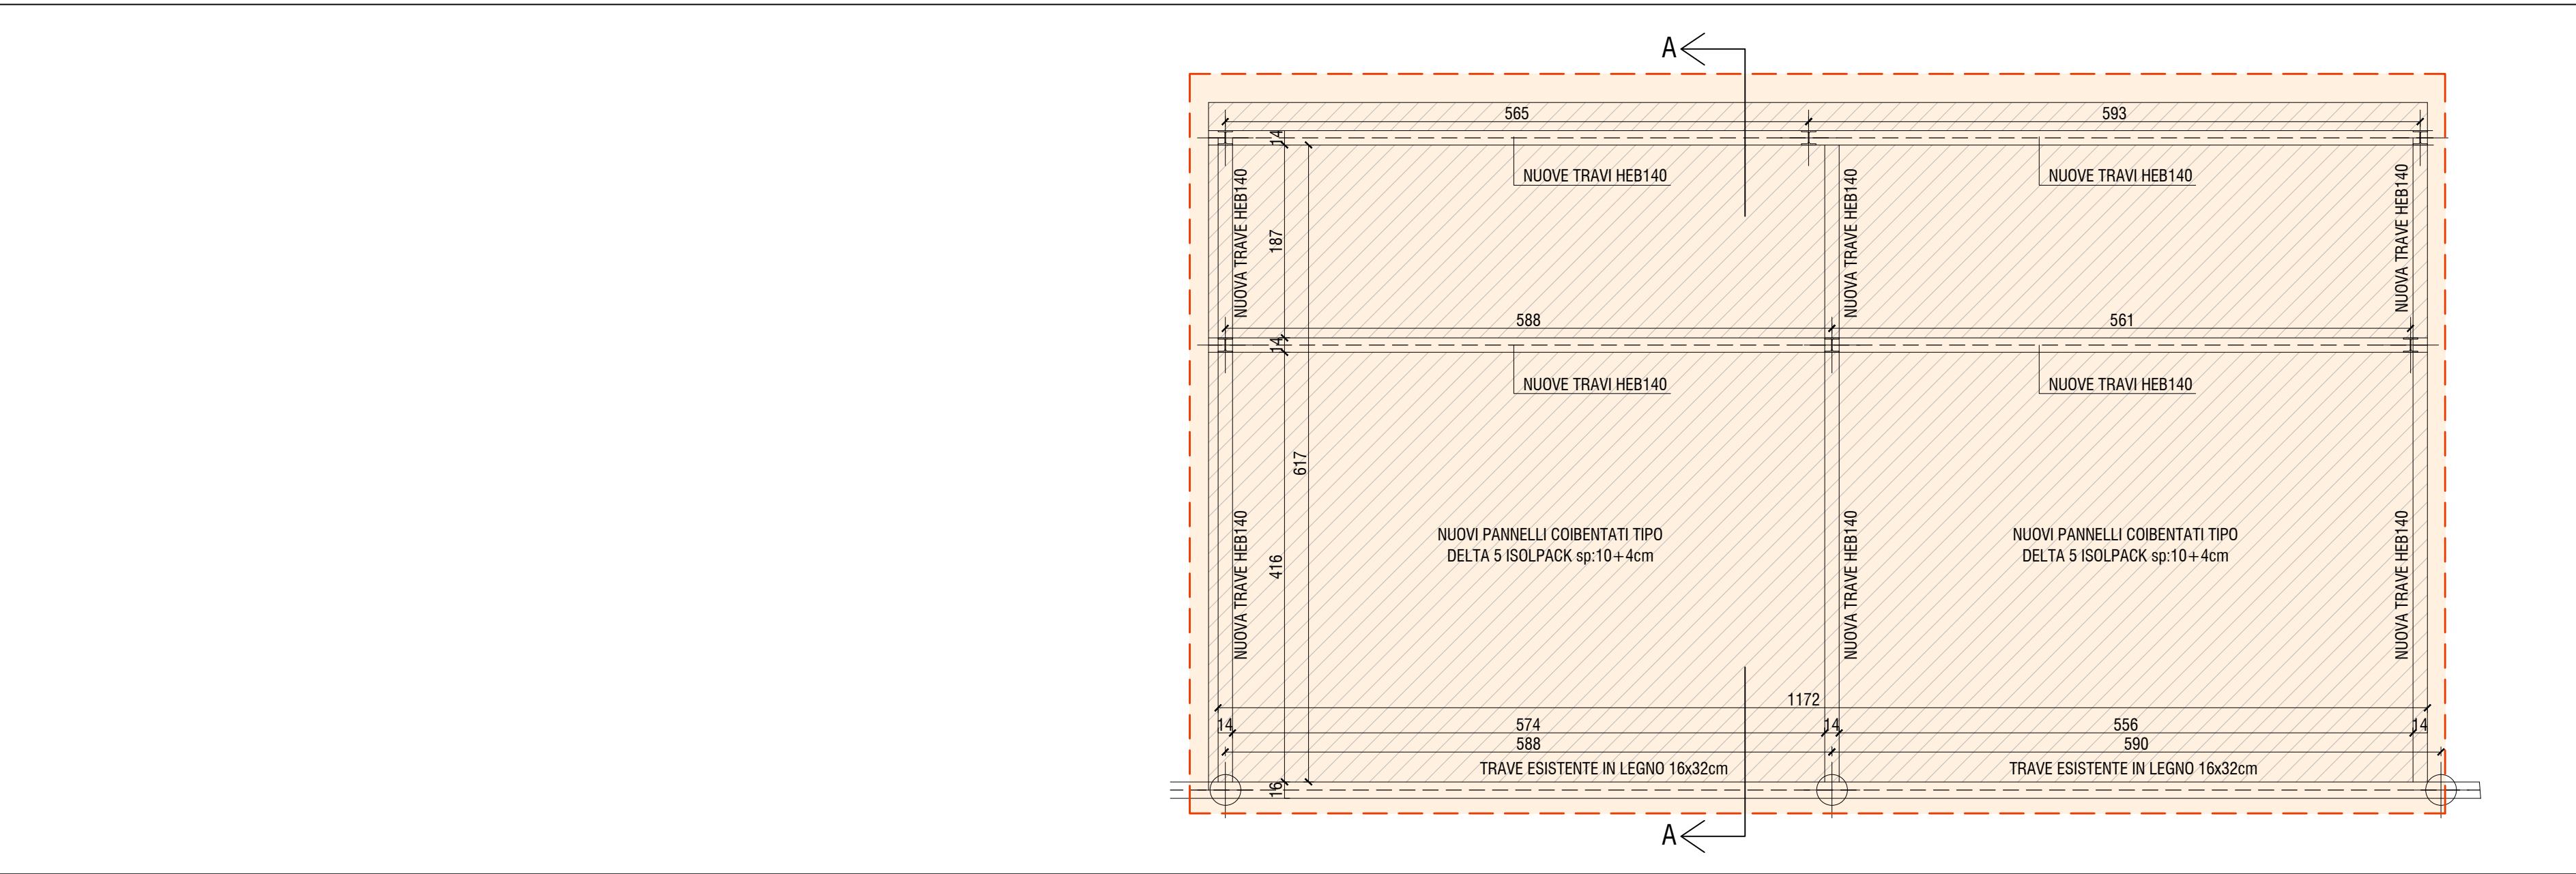 A
565
593
14
NUOVE TRAVI HEB140
NUOVE TRAVI HEB140
NUOVA TRAVE HEB140
187
NUOVA TRAVE HEB140
NUOVA TRAVE HEB140
588
561
14
NUOVE TRAVI HEB140
NUOVE TRAVI HEB140
617
NUOVA TRAVE HEB140
416
NUOVI PANNELLI COIBENTATI TIPO
DELTA 5 ISOLPACK sp:10+4cm
NUOVA TRAVE HEB140
NUOVI PANNELLI COIBENTATI TIPO
DELTA 5 ISOLPACK sp:10+4cm
NUOVA TRAVE HEB140
1172
14
574
14
556
14
588
590
TRAVE ESISTENTE IN LEGNO 16x32cm
TRAVE ESISTENTE IN LEGNO 16x32cm
16
A